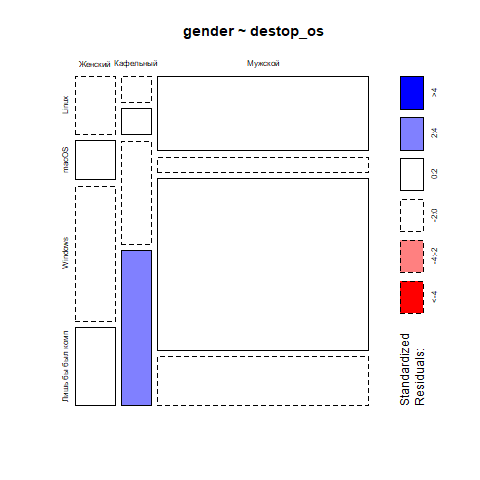 gender ~ destop_os
Женский
Кафельный
Мужской
Linux
macOS
Windows
Лишь бы был комп
>4
2:4
0:2
-2:0
-4:-2
<-4
Standardized
Residuals: